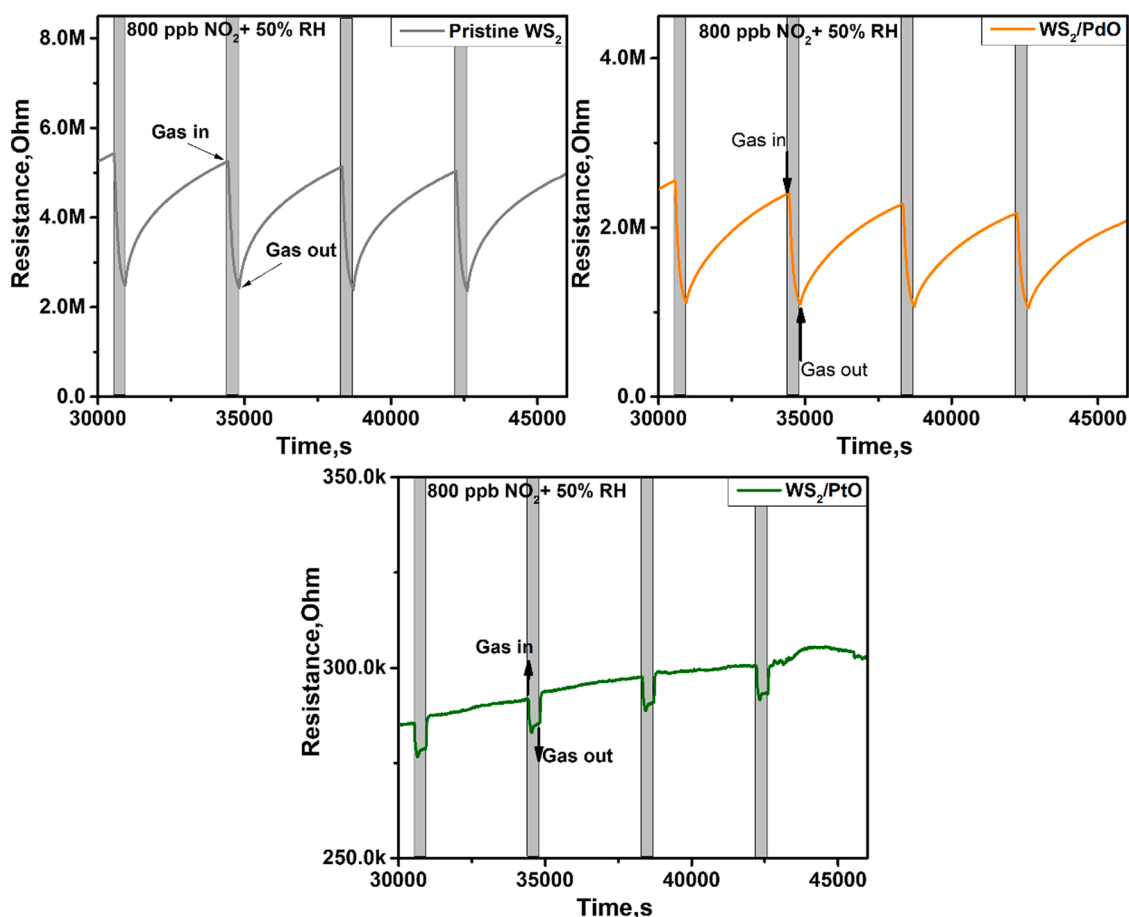 800 ppb NO₂+ 50% RH
Pristine WS₂
8.0M
6.0M
4.0M
2.0M
0.0
Resistance,Ohm
Gas in
Gas out
30000 35000 40000 45000
Time,s
800 ppb NO₂+ 50% RH
WS₂/PdO
4.0M
2.0M
0.0
Resistance,Ohm
Gas in
Gas out
30000 35000 40000 45000
Time,s
800 ppb NO₂+ 50% RH
WS₂/PtO
350.0k
300.0k
250.0k
Resistance,Ohm
Gas in
Gas out
30000 35000 40000 45000
Time,s